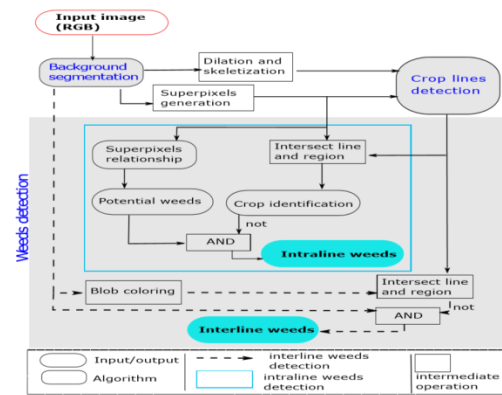 Input image
(RGB)
Background
segmentation
Dilation and
skeletization
Superpixels
generation
Crop lines
detection
Weeds detection
Superpixels
relationship
Intersect line
and region
Potential weeds
Crop identification
not
AND
Intraline weeds
Blob coloring
Intersect line
and region
not
AND
Interline weeds
Input/output
Algorithm
interline weeds
detection
intraline weeds
detection
intermediate
operation